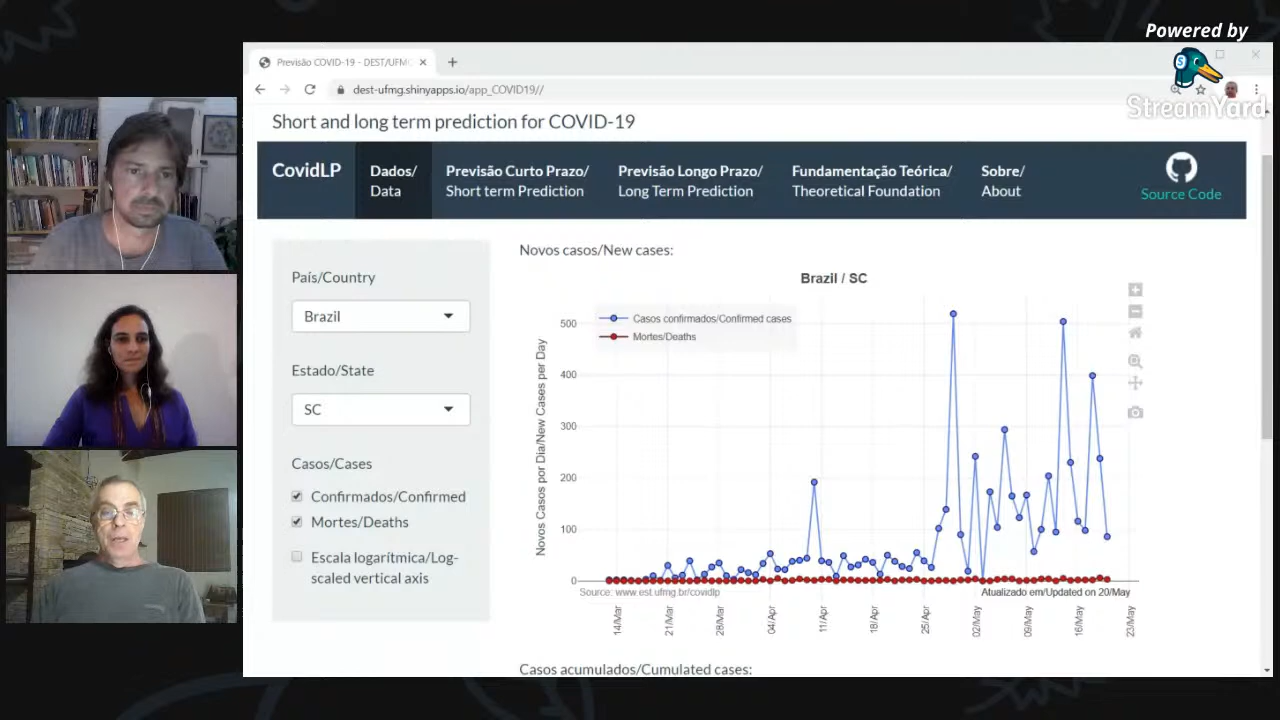 Powered by
StreamYard
Previsão COVID-19 - DEST/UFM
dest-ufmg.shinyapps.io/app_COVID19//
Short and long term prediction for COVID-19
CovidLP
Dados/
Data
Previsão Curto Prazo/
Short term Prediction
Previsão Longo Prazo/
Long Term Prediction
Fundamentação Teórica/
Theoretical Foundation
Sobre/
About
Source Code
País/Country
Brazil
Estado/State
SC
Casos/Cases
Confirmados/Confirmed
Mortes/Deaths
Escala logarítmica/Log-
scaled vertical axis
Novos casos/New cases:
Brazil / SC
Casos confirmados/Confirmed cases
Mortes/Deaths
Novos Casos por Dia/New Cases per Day
500
400
300
200
100
0
Source: www.est.ufmg.br/covidlp
Atualizado em/Updated on 20/May
14/Mar
21/Mar
28/Mar
04/Apr
11/Apr
18/Apr
25/Apr
02/May
09/May
16/May
23/May
Casos acumulados/Cumulated cases: